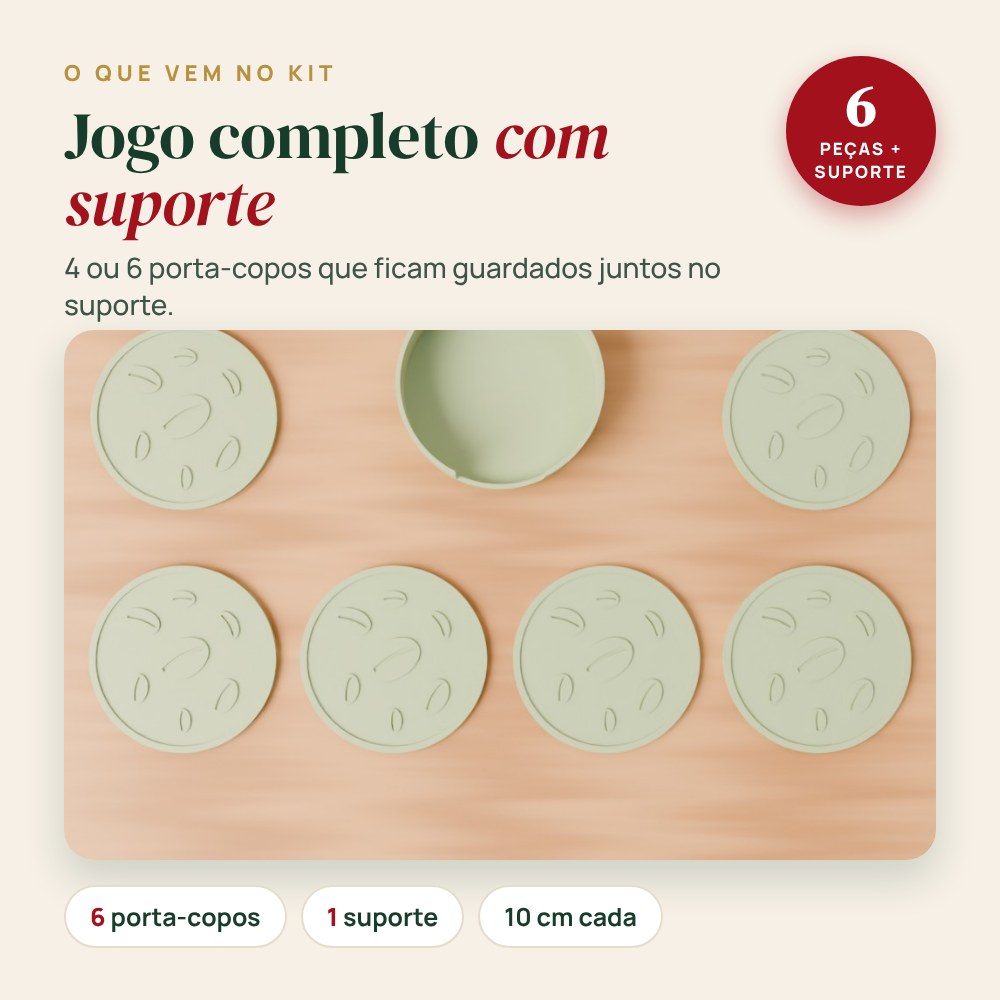 O QUE VEM NO KIT
Jogo completo com
suporte
4 ou 6 porta-copos que ficam guardados juntos no
suporte.
6
PEÇAS +
SUPORTE
6 porta-copos
1 suporte
10 cm cada